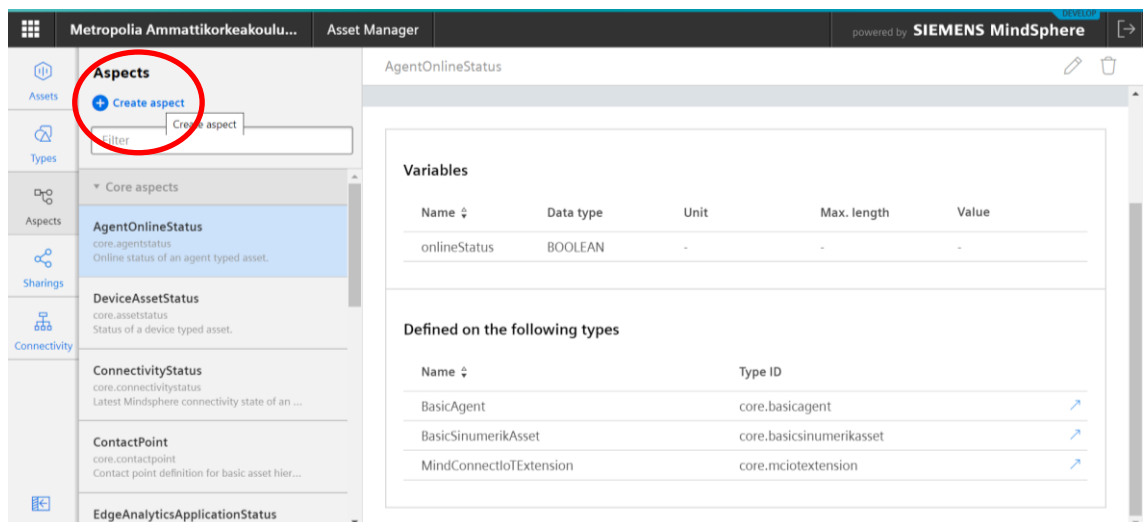 Metropolia Ammattikorkeakoulu... Asset Manager powered by SIEMENS MindSphere
DEVELOP
Assets
Types
Aspects
Sharings
Connectivity
Aspects
Create aspect
Create aspect
Filter
Core aspects
AgentOnlineStatus
core.agentstatus
Online status of an agent typed asset.
DeviceAssetStatus
core.assetstatus
Status of a device typed asset.
ConnectivityStatus
core.connectivitystatus
Latest Mindsphere connectivity state of an ...
ContactPoint
core.contactpoint
Contact point definition for basic asset hier...
EdgeAnalyticsApplicationStatus
AgentOnlineStatus
Variables
Name Data type Unit Max. length Value
onlineStatus BOOLEAN - - -
Defined on the following types
Name Type ID
BasicAgent core.basicagent
BasicSinumerikAsset core.basicsinumerikasset
MindConnectIoTExtension core.mciotextension